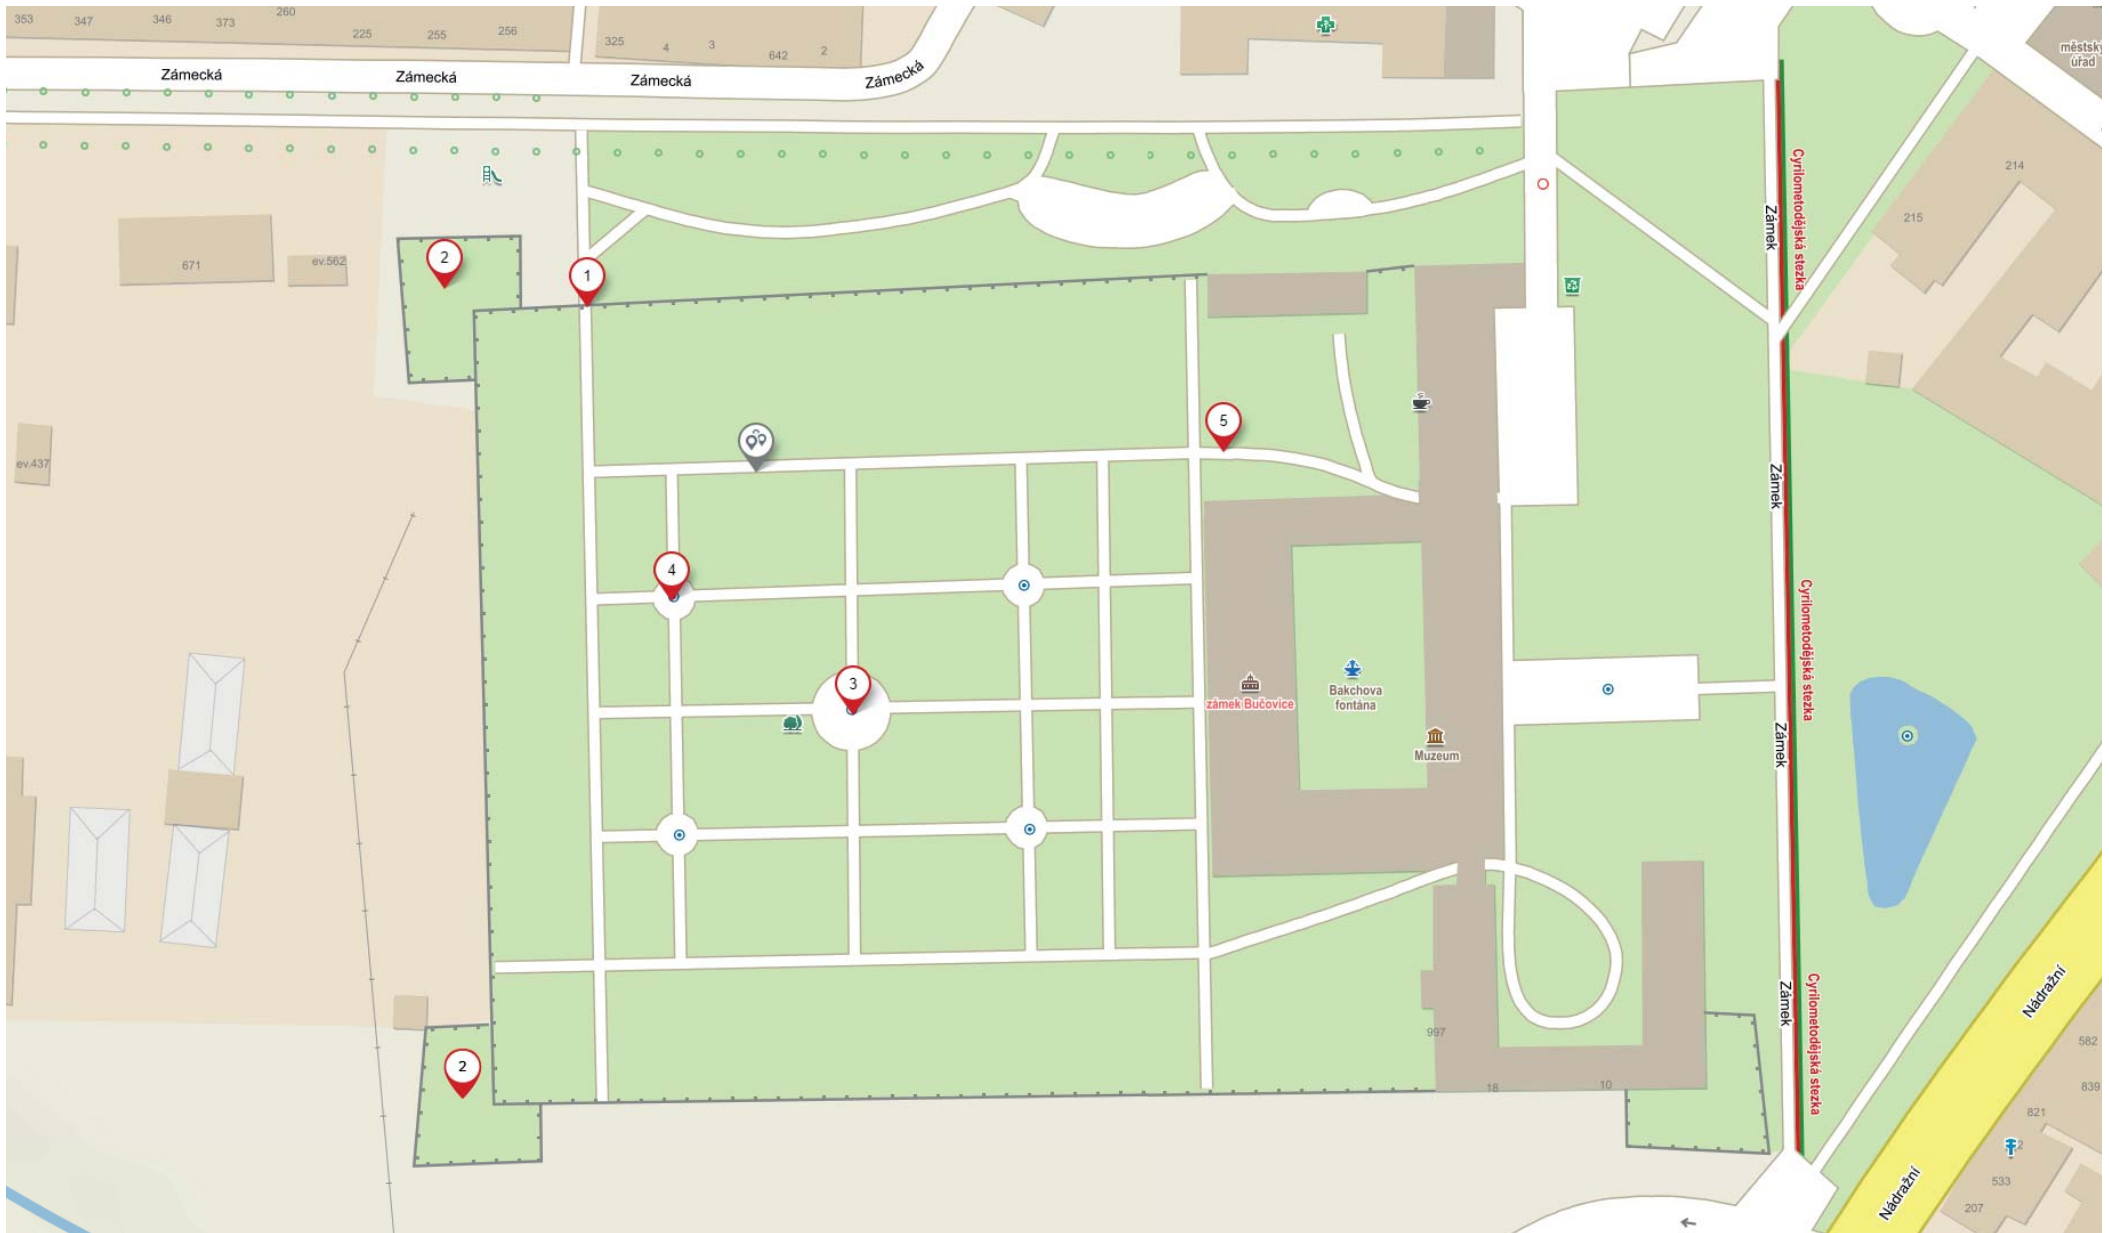 260
353
347
346
373
225
255
256
325
4
3
642
2
městský
úřad
Zámecká
Zámecká
Zámecká
Zámecká
214
215
Cyrilometodějská stezka
Zámek
671
ev.562
2
1
5
ev.437
Zámek
4
3
zámek Bučovice
Bakchova
fontána
Muzeum
Cyrilometodějská stezka
Zámek
2
997
18
10
Zámek
Cyrilometodějská stezka
Nádražní
582
839
821
2
533
207
Nádražní